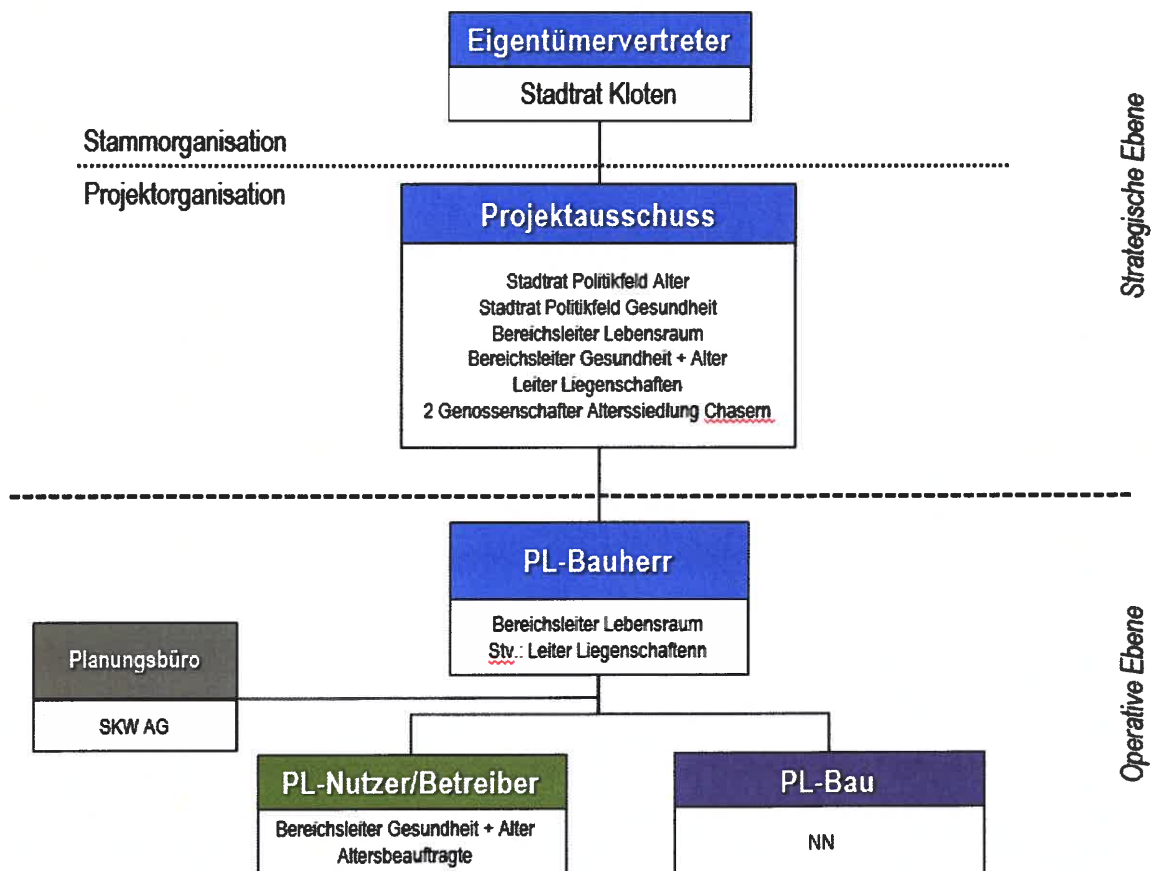 Eigentümervertreter
Stadtrat Kloten
Stammorganisation
Projektorganisation
Strategische Ebene
Projektausschuss
Stadtrat Politikfeld Alter
Stadtrat Politikfeld Gesundheit
Bereichsleiter Lebensraum
Bereichsleiter Gesundheit + Alter
Leiter Liegenschaften
2 Genossenschafter Alterssiedlung Chasern
PL-Bauherr
Bereichsleiter Lebensraum
Stv.: Leiter Liegenschaftenn
Operative Ebene
Planungsbüro
SKW AG
PL-Nutzer/Betreiber
Bereichsleiter Gesundheit + Alter
Altersbeauftragte
PL-Bau
NN